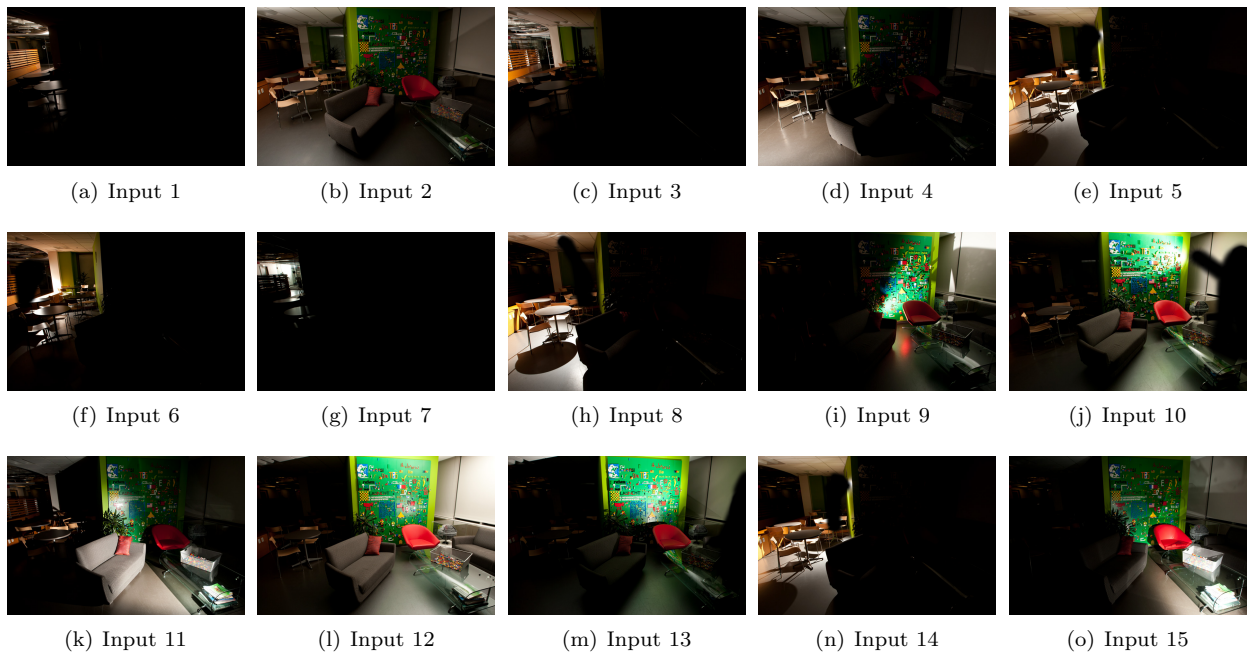 (a) Input 1
(b) Input 2
(c) Input 3
(d) Input 4
(e) Input 5
(f) Input 6
(g) Input 7
(h) Input 8
(i) Input 9
(j) Input 10
(k) Input 11
(l) Input 12
(m) Input 13
(n) Input 14
(o) Input 15